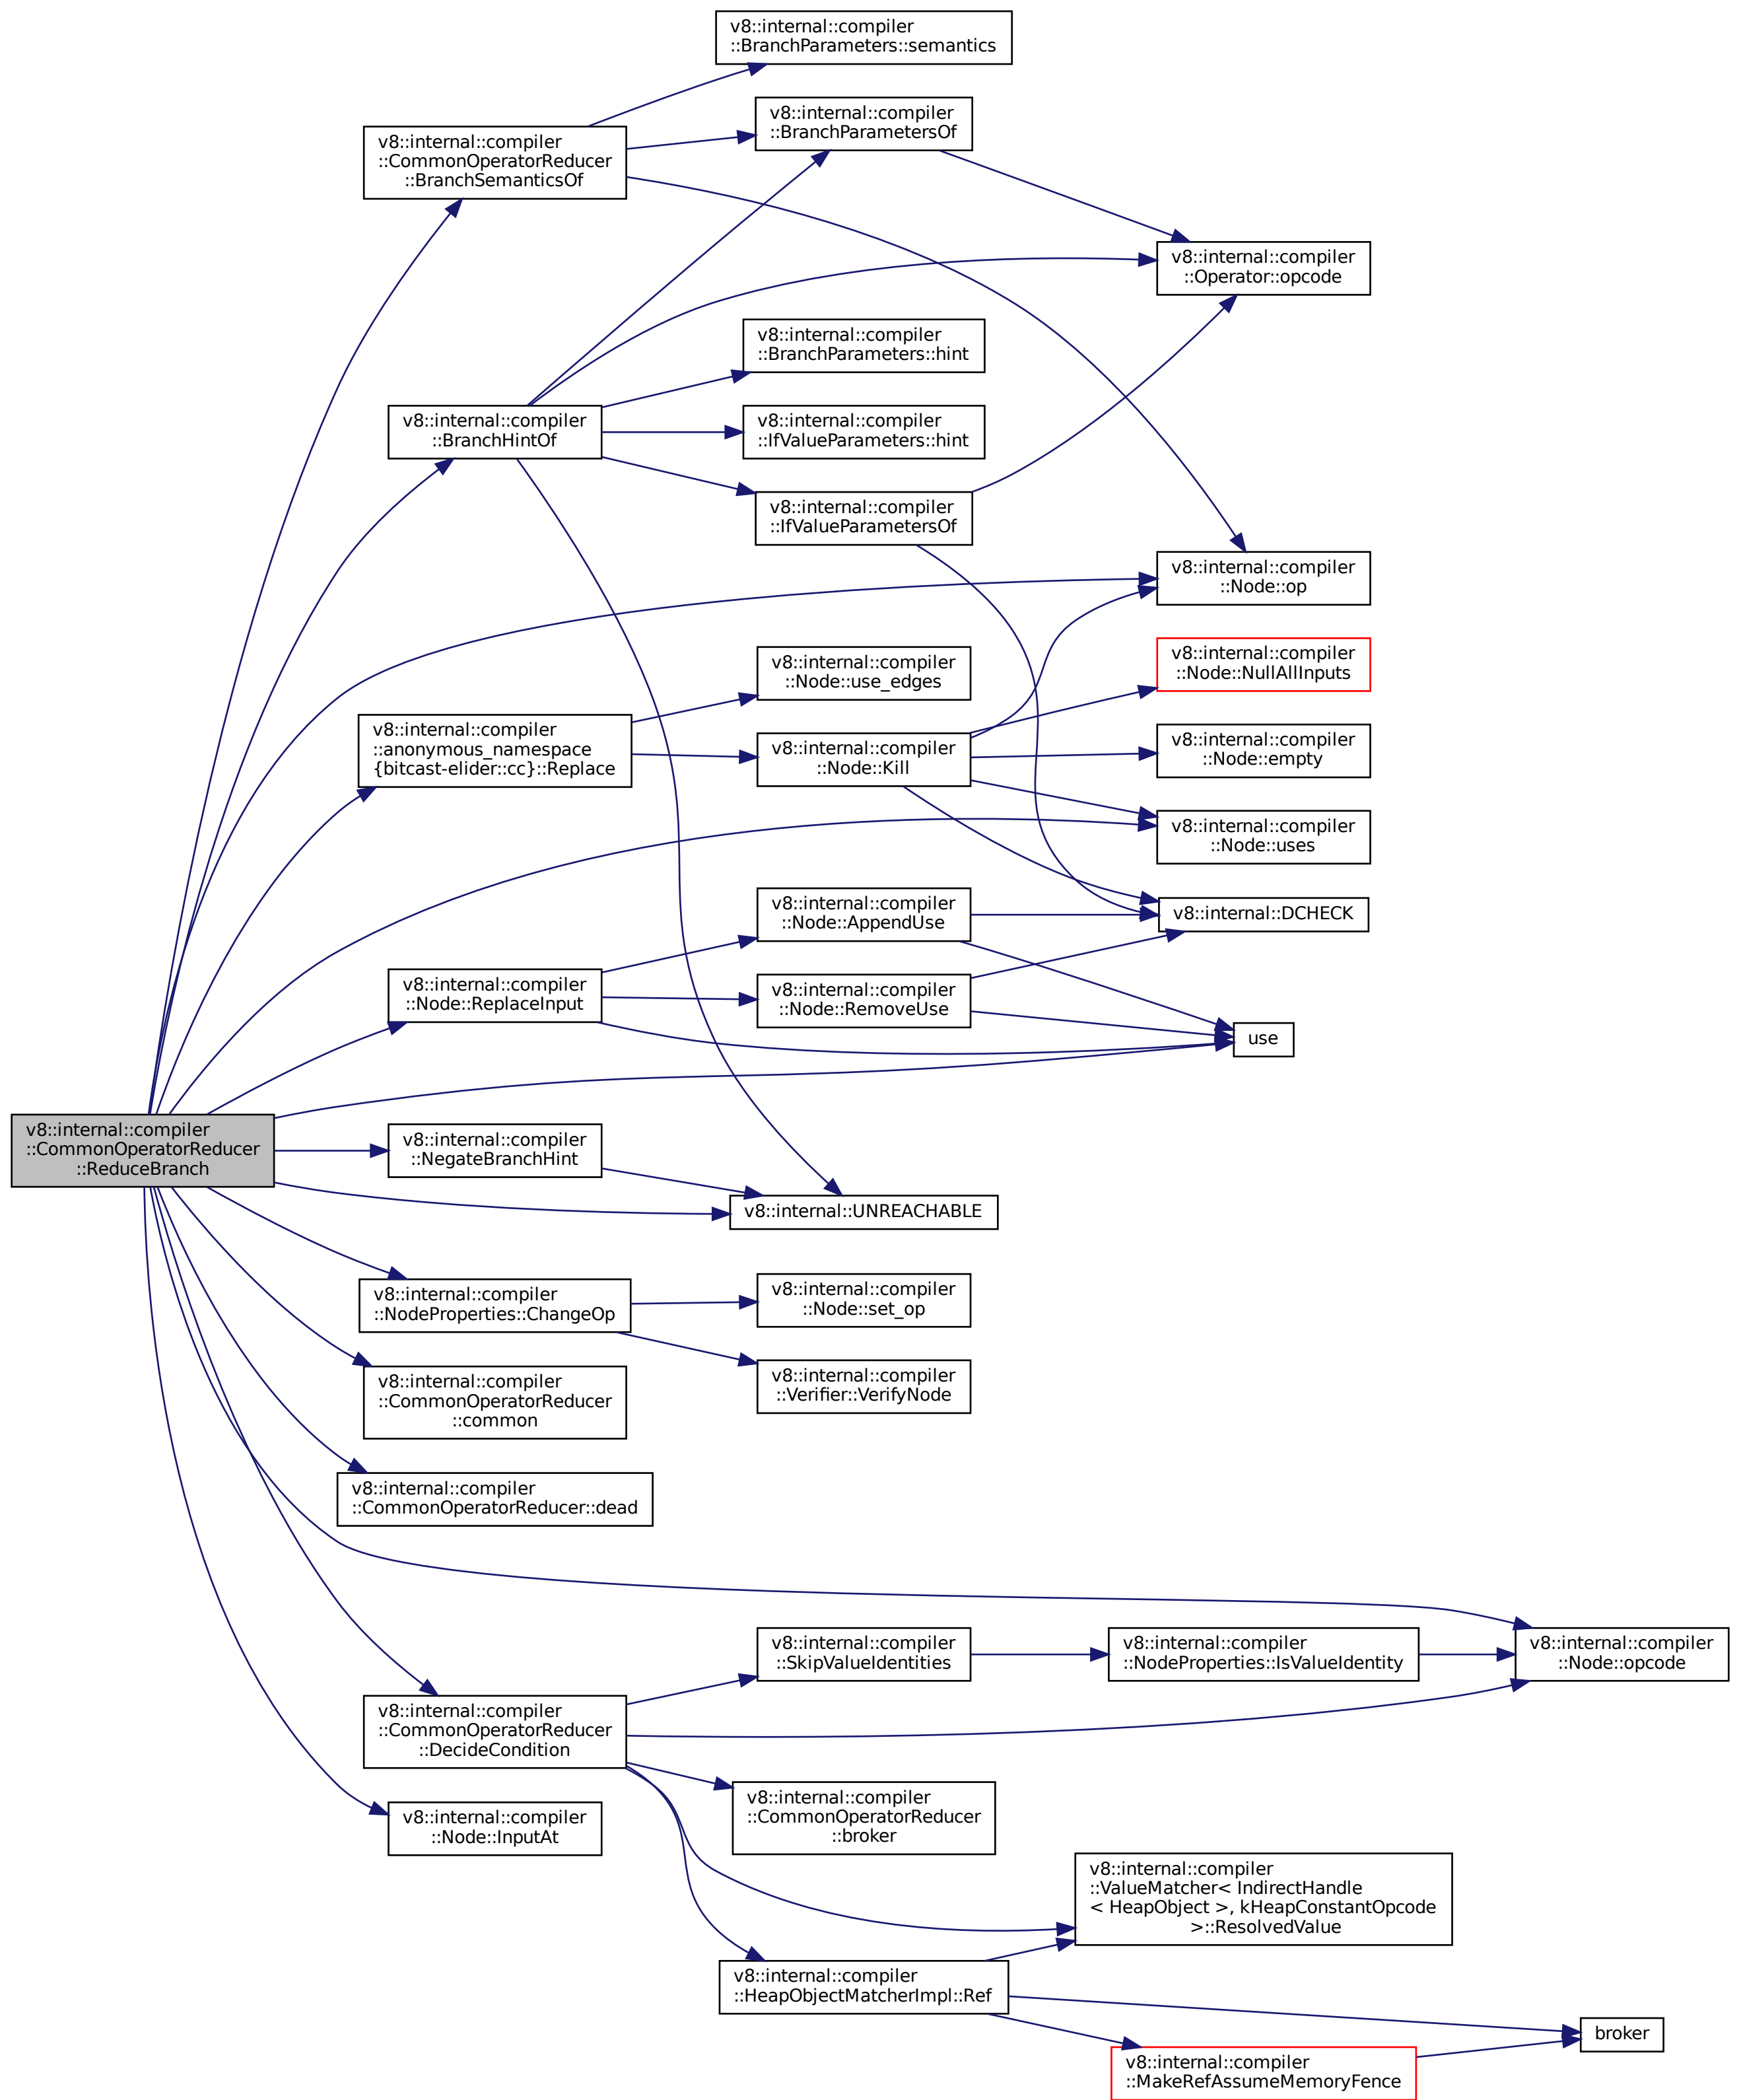 v8::internal::compiler
::BranchParameters::semantics
v8::internal::compiler
::BranchParametersOf
v8::internal::compiler
::CommonOperatorReducer
::BranchSemanticsOf
v8::internal::compiler
::Operator::opcode
v8::internal::compiler
::BranchParameters::hint
v8::internal::compiler
::BranchHintOf
v8::internal::compiler
::IfValueParameters::hint
v8::internal::compiler
::IfValueParametersOf
v8::internal::compiler
::Node::op
v8::internal::compiler
::Node::use_edges
v8::internal::compiler
::Node::NullAllInputs
v8::internal::compiler
::anonymous_namespace
{bitcast-elider::cc}::Replace
v8::internal::compiler
::Node::Kill
v8::internal::compiler
::Node::empty
v8::internal::compiler
::Node::uses
v8::internal::compiler
::Node::AppendUse
v8::internal::DCHECK
v8::internal::compiler
::Node::ReplaceInput
v8::internal::compiler
::Node::RemoveUse
use
v8::internal::compiler
::CommonOperatorReducer
::ReduceBranch
v8::internal::compiler
::NegateBranchHint
v8::internal::UNREACHABLE
v8::internal::compiler
::NodeProperties::ChangeOp
v8::internal::compiler
::Node::set_op
v8::internal::compiler
::Verifier::VerifyNode
v8::internal::compiler
::CommonOperatorReducer
::common
v8::internal::compiler
::CommonOperatorReducer::dead
v8::internal::compiler
::SkipValueIdentities
v8::internal::compiler
::NodeProperties::IsValueIdentity
v8::internal::compiler
::Node::opcode
v8::internal::compiler
::CommonOperatorReducer
::DecideCondition
v8::internal::compiler
::CommonOperatorReducer
::broker
v8::internal::compiler
::Node::InputAt
v8::internal::compiler
::ValueMatcher< IndirectHandle
< HeapObject >, kHeapConstantOpcode
>::ResolvedValue
v8::internal::compiler
::HeapObjectMatcherImpl::Ref
broker
v8::internal::compiler
::MakeRefAssumeMemoryFence